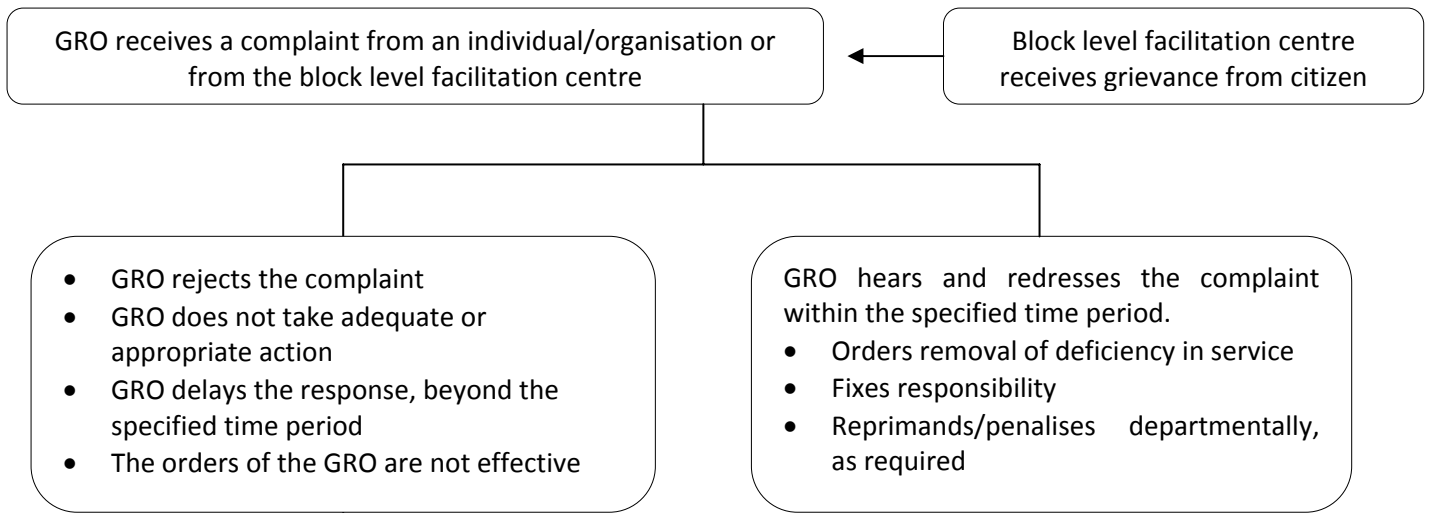 GRO receives a complaint from an individual/organisation or
from the block level facilitation centre
Block level facilitation centre
receives grievance from citizen
• GRO rejects the complaint
• GRO does not take adequate or
appropriate action
• GRO delays the response, beyond the
specified time period
• The orders of the GRO are not effective
GRO hears and redresses the complaint
within the specified time period.
• Orders removal of deficiency in service
• Fixes responsibility
• Reprimands/penalises departmentally,
as required